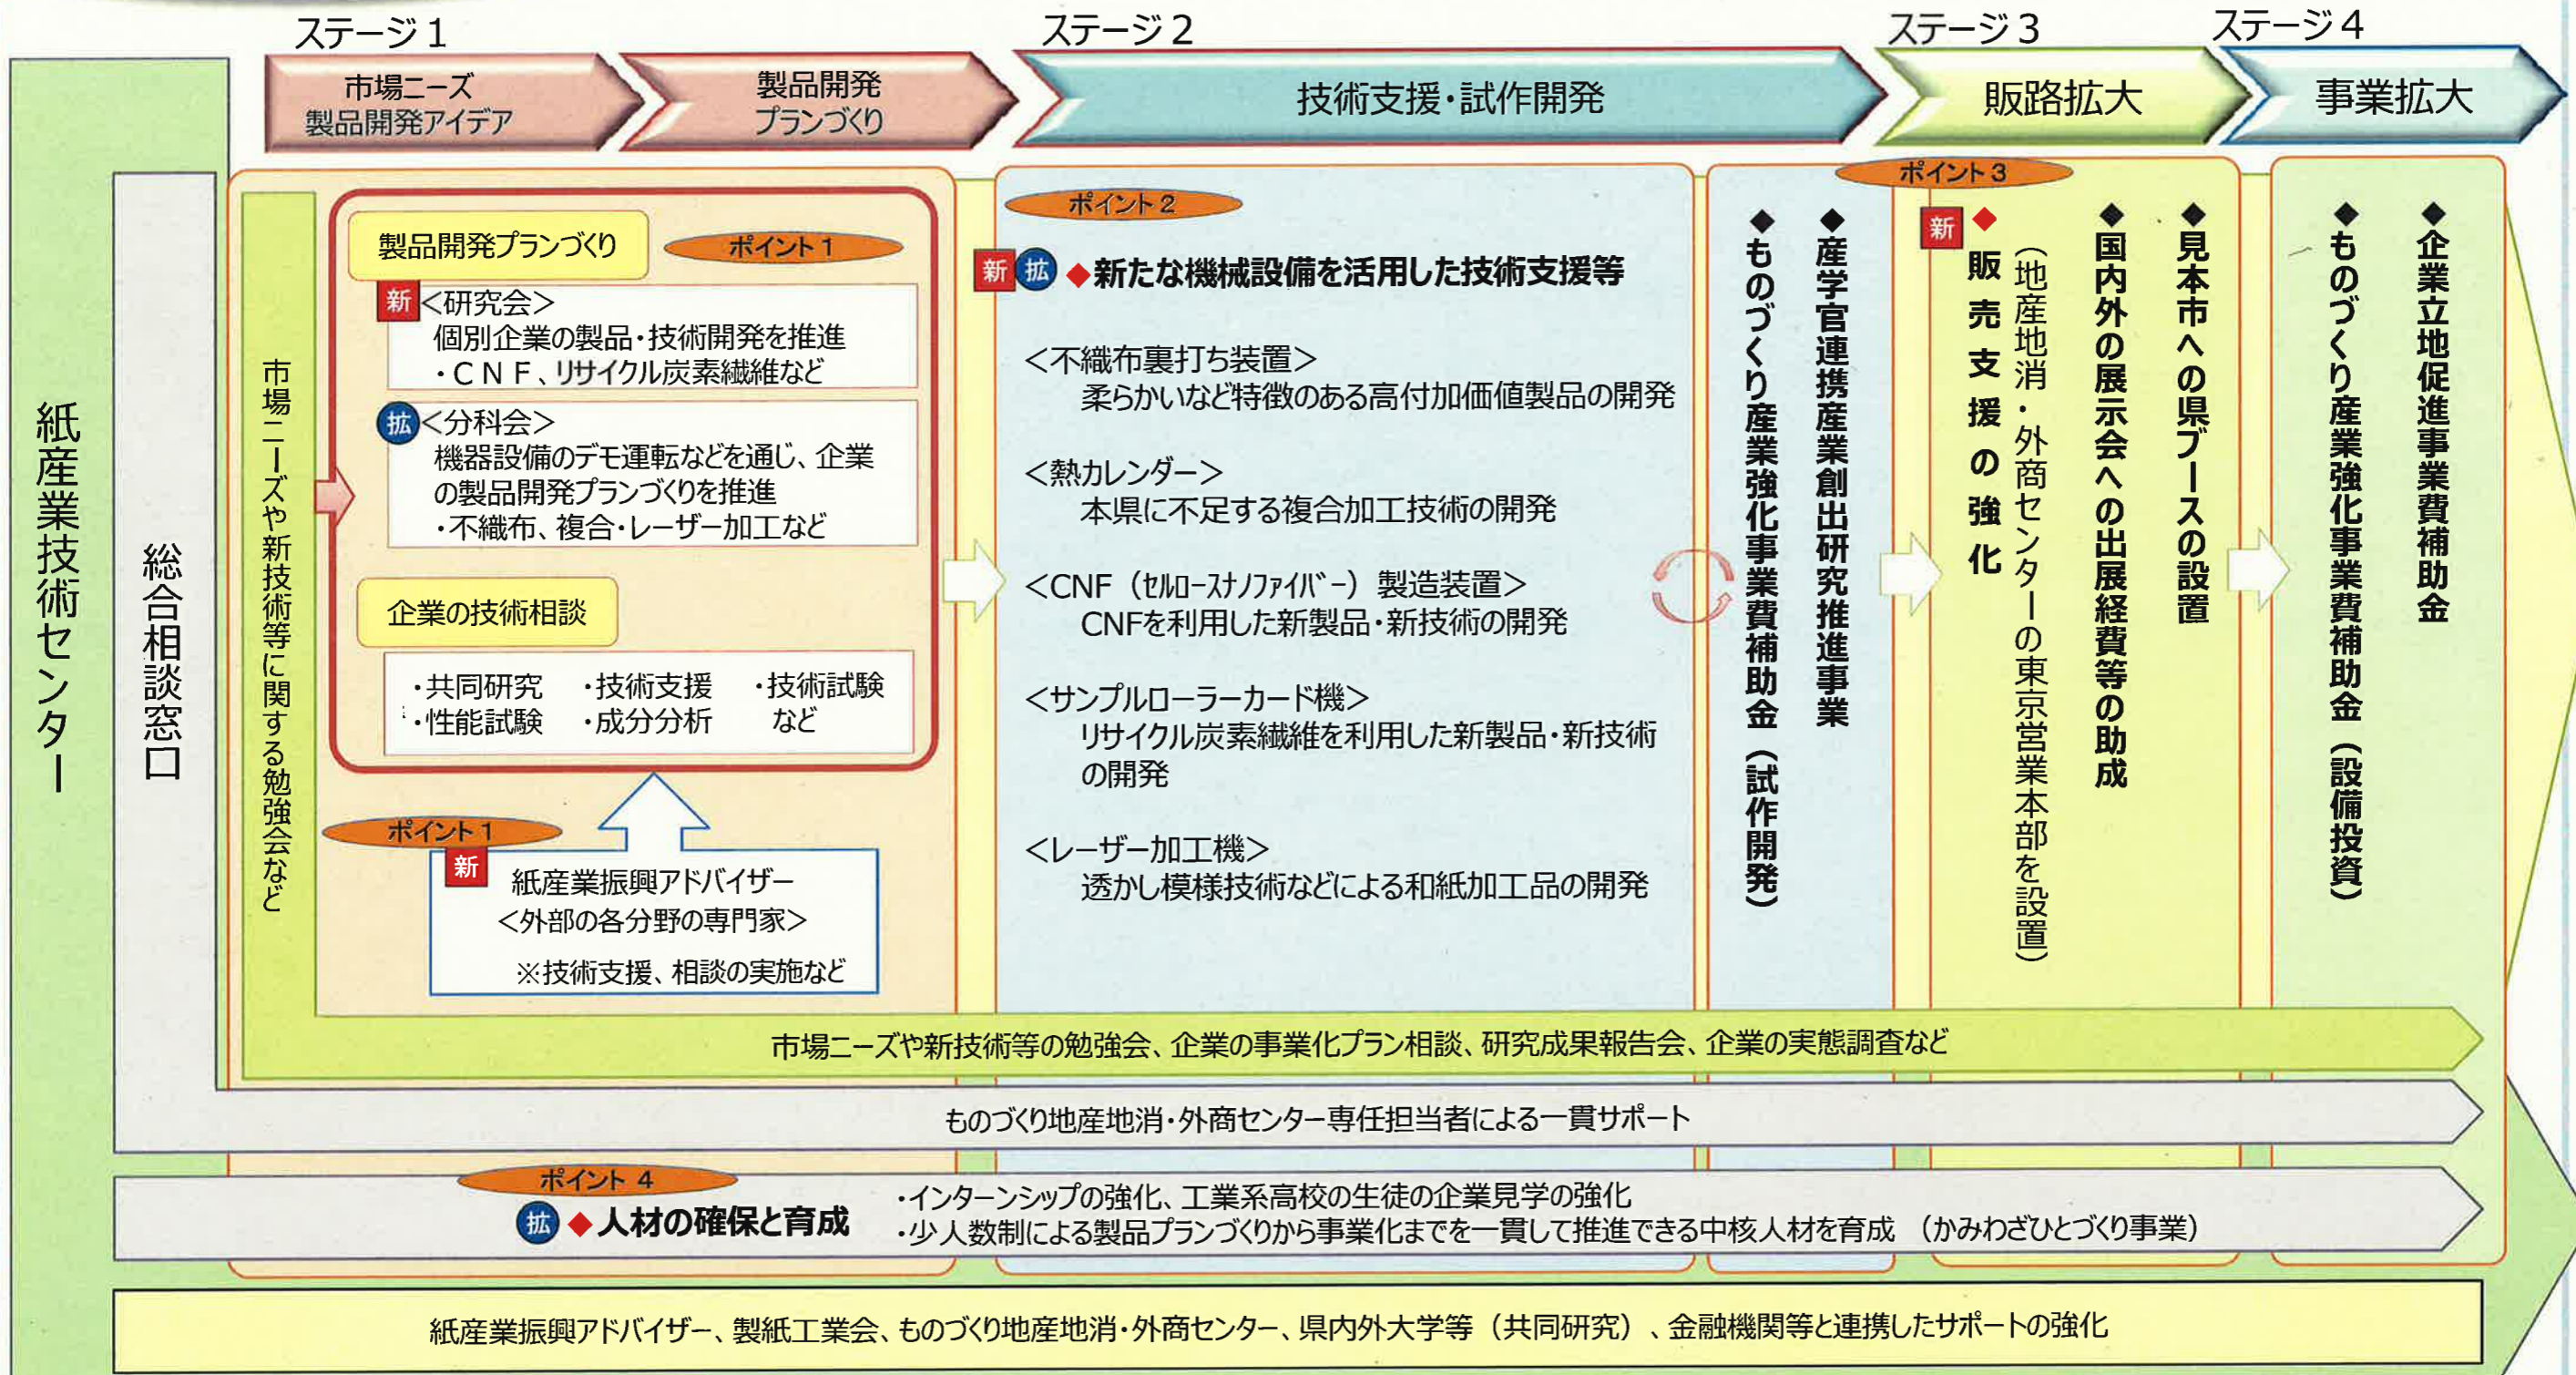 ステージ1
ステージ2
ステージ3
ステージ4
市場ニーズ
製品開発アイデア
製品開発
プランづくり
技術支援・試作開発
販路拡大
事業拡大
紙産業技術センター
総合相談窓口
市場ニーズや新技術等に関する勉強会など
製品開発プランづくり
ポイント1
新
<研究会>
個別企業の製品・技術開発を推進
・CNF、リサイクル炭素繊維など
拡
<分科会>
機器設備のデモ運転などを通じ、企業
の製品開発プランづくりを推進
・不織布、複合・レーザー加工など
企業の技術相談
・共同研究 ・技術支援 ・技術試験
・性能試験 ・成分分析 など
ポイント1
新
紙産業振興アドバイザー
<外部の各分野の専門家>
※技術支援、相談の実施など
ポイント2
新 拡 ◆新たな機械設備を活用した技術支援等
<不織布裏打ち装置>
柔らかいなど特徴のある高付加価値製品の開発
<熱カレンダー>
本県に不足する複合加工技術の開発
<CNF(ｾﾙﾛｰｽﾅﾉﾌｧｲﾊﾞｰ)製造装置>
CNFを利用した新製品・新技術の開発
<サンプルローラーカード機>
リサイクル炭素繊維を利用した新製品・新技術
の開発
<レーザー加工機>
透かし模様技術などによる和紙加工品の開発
◆産学官連携産業創出研究推進事業
◆ものづくり産業強化事業費補助金(試作開発)
ポイント3
◆見本市への県ブースの設置
◆国内外の展示会への出展経費等の助成
新
◆販売支援の強化
(地産地消・外商センターの東京営業本部を設置)
◆企業立地促進事業費補助金
◆ものづくり産業強化事業費補助金(設備投資)
市場ニーズや新技術等の勉強会、企業の事業化プラン相談、研究成果報告会、企業の実態調査など
ものづくり地産地消・外商センター専任担当者による一貫サポート
ポイント4
拡 ◆人材の確保と育成
・インターンシップの強化、工業系高校の生徒の企業見学の強化
・少人数制による製品プランづくりから事業化までを一貫して推進できる中核人材を育成 (かみわざひとづくり事業)
紙産業振興アドバイザー、製紙工業会、ものづくり地産地消・外商センター、県内外大学等(共同研究)、金融機関等と連携したサポートの強化